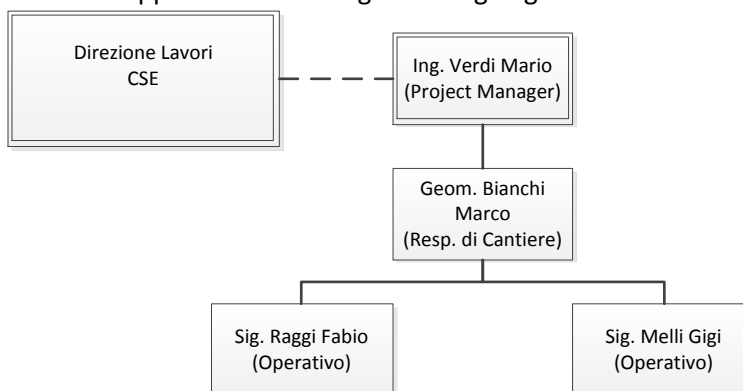 Direzione Lavori
CSE
Ing. Verdi Mario
(Project Manager)
Geom. Bianchi
Marco
(Resp. di Cantiere)
Sig. Raggi Fabio
(Operativo)
Sig. Melli Gigi
(Operativo)